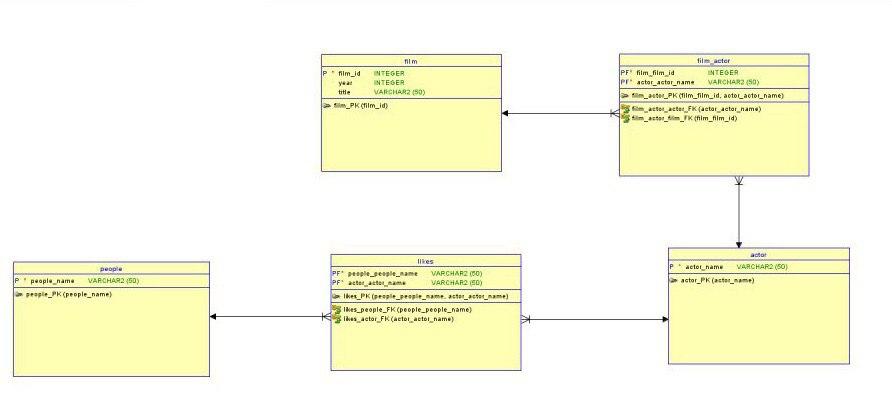 film
P * film_id INTEGER
year INTEGER
title VARCHAR2 (50)
film_PK (film_id)
film_actor
PF* film_film_id INTEGER
PF* actor_actor_name VARCHAR2 (50)
film_actor_PK (film_film_id, actor_actor_name)
film_actor_actor_FK (actor_actor_name)
film_actor_film_FK (film_film_id)
people
P * people_name VARCHAR2 (50)
people_PK (people_name)
likes
PF* people_people_name VARCHAR2 (50)
PF* actor_actor_name VARCHAR2 (50)
likes_PK (people_people_name, actor_actor_name)
likes_people_FK (people_people_name)
likes_actor_FK (actor_actor_name)
actor
P * actor_name VARCHAR2 (50)
actor_PK (actor_name)